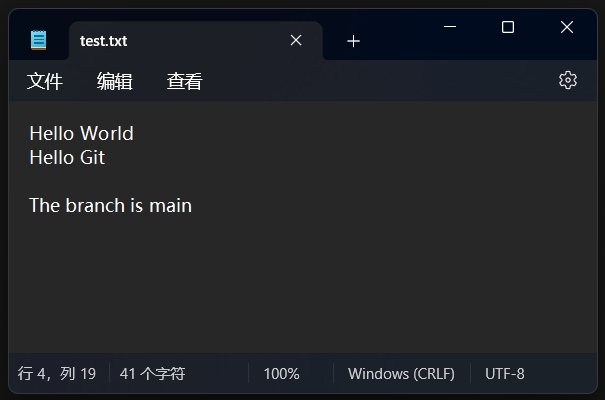 test.txt
文件 编辑 查看
Hello World
Hello Git
The branch is main
行 4，列 19 41 个字符 100% Windows (CRLF) UTF-8